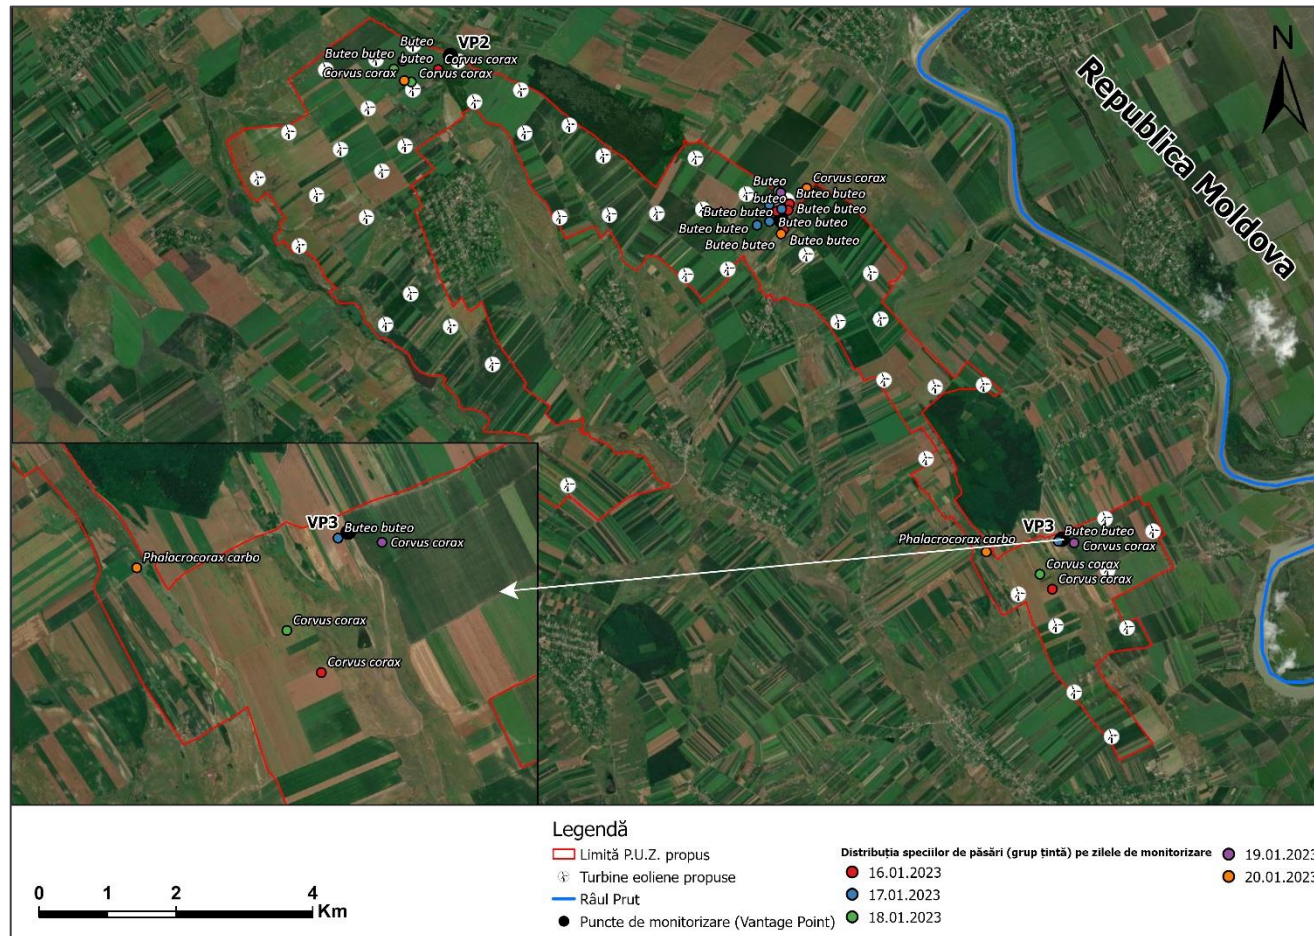 VP2
Buteo
buteo
Buteo buteo
Corvus corax
Corvus corax
Corvus corax
N
Republica Moldova
Corvus corax
Buteo
buteo
Buteo buteo
Buteo buteo
Buteo buteo
Buteo buteo
Buteo buteo
Buteo buteo
Buteo buteo
VP3
Buteo buteo
Corvus corax
Phalacrocorax carbo
Corvus corax
Corvus corax
VP3
Buteo buteo
Corvus corax
Phalacrocorax carbo
Corvus corax
Corvus corax
0 1 2 4
Km
Legendă
Limită P.U.Z. propus
Turbine eoliene propuse
Râul Prut
Puncte de monitorizare (Vantage Point)
Distribuția speciilor de păsări (grup țintă) pe zilele de monitorizare
16.01.2023
17.01.2023
18.01.2023
19.01.2023
20.01.2023